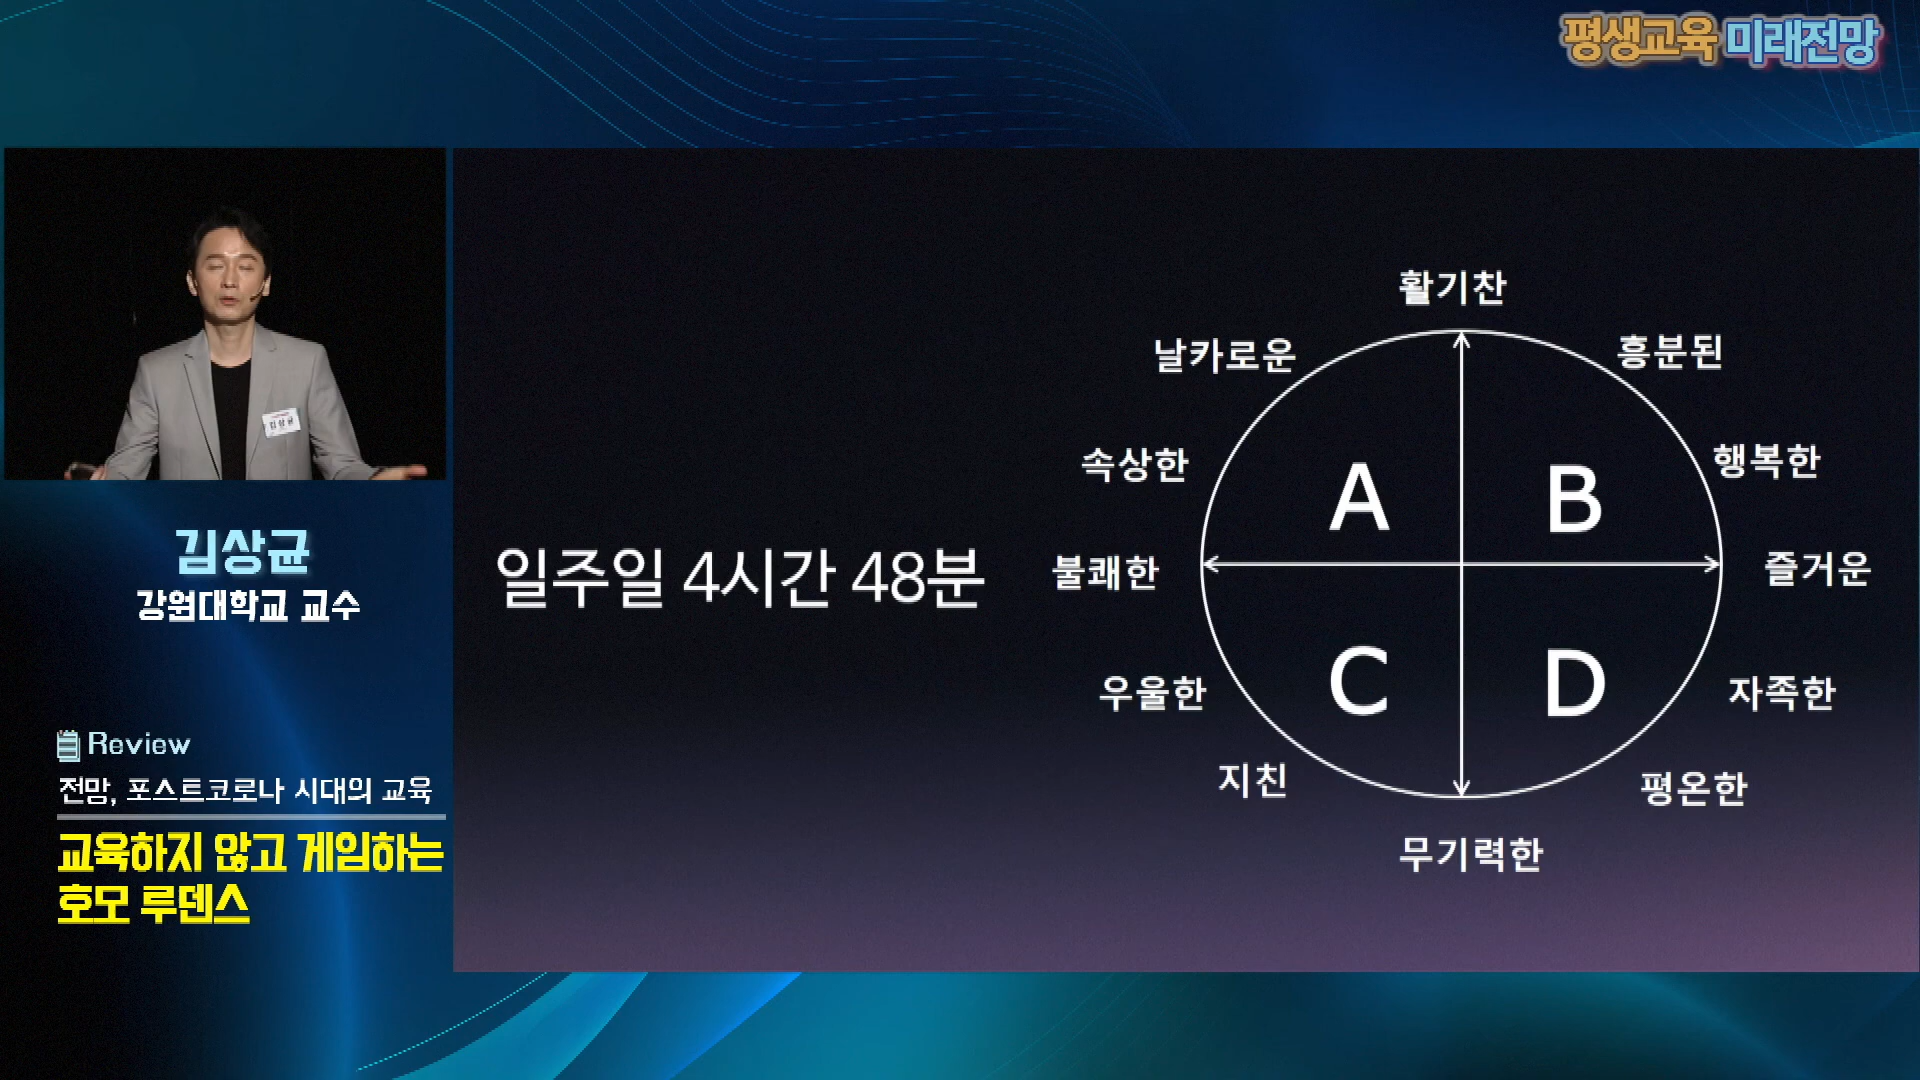 평생교육 미래전망
김상균
김상균
강원대학교 교수
Review
전망, 포스트코로나 시대의 교육
교육하지 않고 게임하는
호모 루덴스
일주일 4시간 48분
활기찬
날카로운
흥분된
속상한
행복한
A
B
불쾌한
즐거운
C
D
우울한
자족한
지친
평온한
무기력한